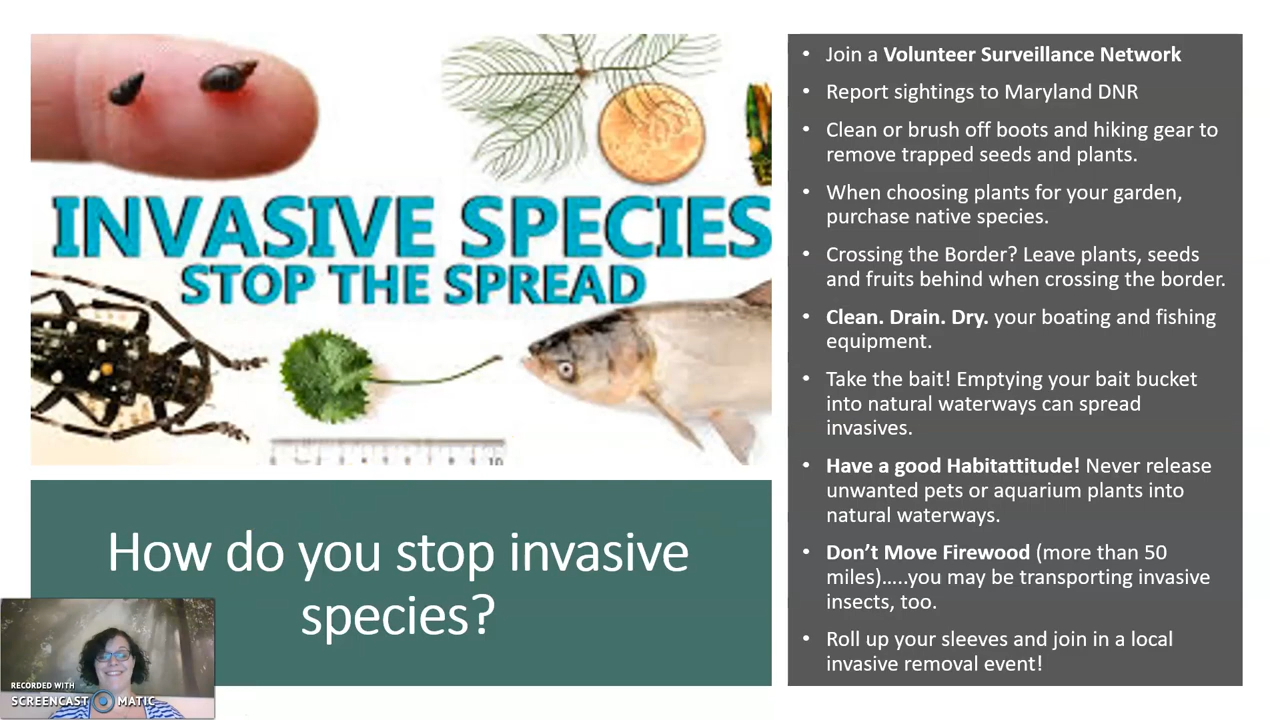 INVASIVE SPECIES
STOP THE SPREAD
10
How do you stop invasive
species?
RECORDED WITH
SCREENCAST MATIC
• Join a Volunteer Surveillance Network
• Report sightings to Maryland DNR
• Clean or brush off boots and hiking gear to
remove trapped seeds and plants.
• When choosing plants for your garden,
purchase native species.
• Crossing the Border? Leave plants, seeds
and fruits behind when crossing the border.
• Clean. Drain. Dry. your boating and fishing
equipment.
• Take the bait! Emptying your bait bucket
into natural waterways can spread
invasives.
• Have a good Habitattitude! Never release
unwanted pets or aquarium plants into
natural waterways.
• Don’t Move Firewood (more than 50
miles)…..you may be transporting invasive
insects, too.
• Roll up your sleeves and join in a local
invasive removal event!